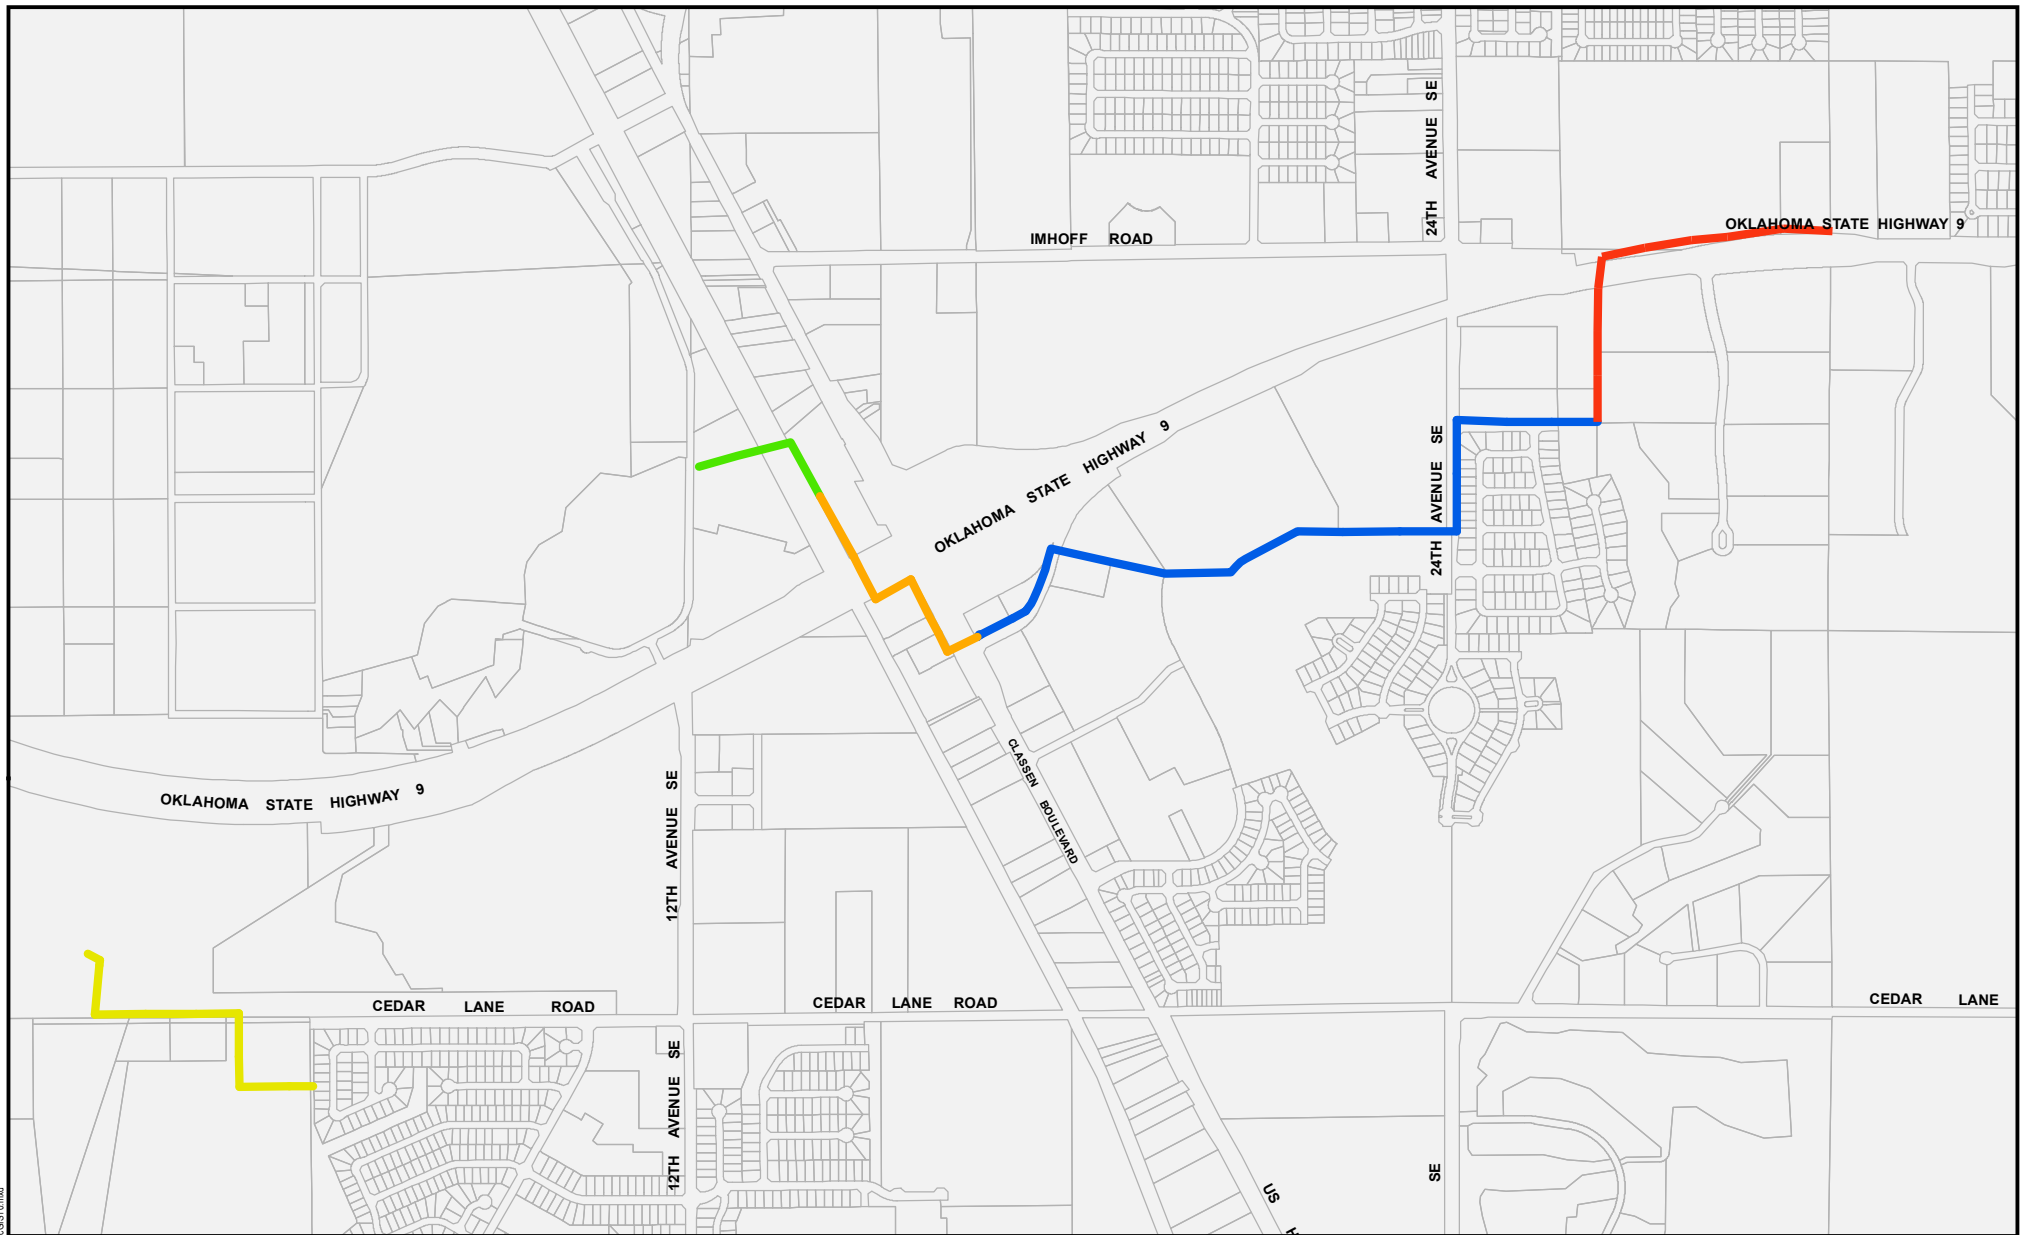 24TH AVENUE SE
OKLAHOMA STATE HIGHWAY 9
IMHOFF ROAD
OKLAHOMA STATE HIGHWAY 9
24TH AVENUE SE
OKLAHOMA STATE HIGHWAY 9
12TH AVENUE SE
CLASSEN BOULEVARD
CEDAR LANE ROAD
CEDAR LANE ROAD
CEDAR LANE
12TH AVENUE SE
SE
US H